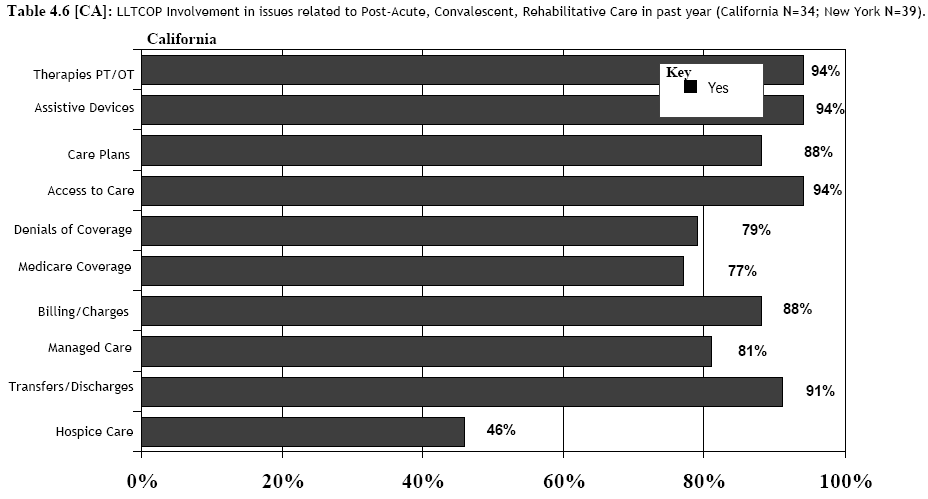 Table 4.6 [CA]: LLTCOP Involvement in issues related to Post-Acute, Convalescent, Rehabilitative Care in past year (California N=34; New York N=39).
California
Key
Yes
Therapies PT/OT 94%
Assistive Devices 94%
Care Plans 88%
Access to Care 94%
Denials of Coverage 79%
Medicare Coverage 77%
Billing/Charges 88%
Managed Care 81%
Transfers/Discharges 91%
Hospice Care 46%
0% 20% 40% 60% 80% 100%